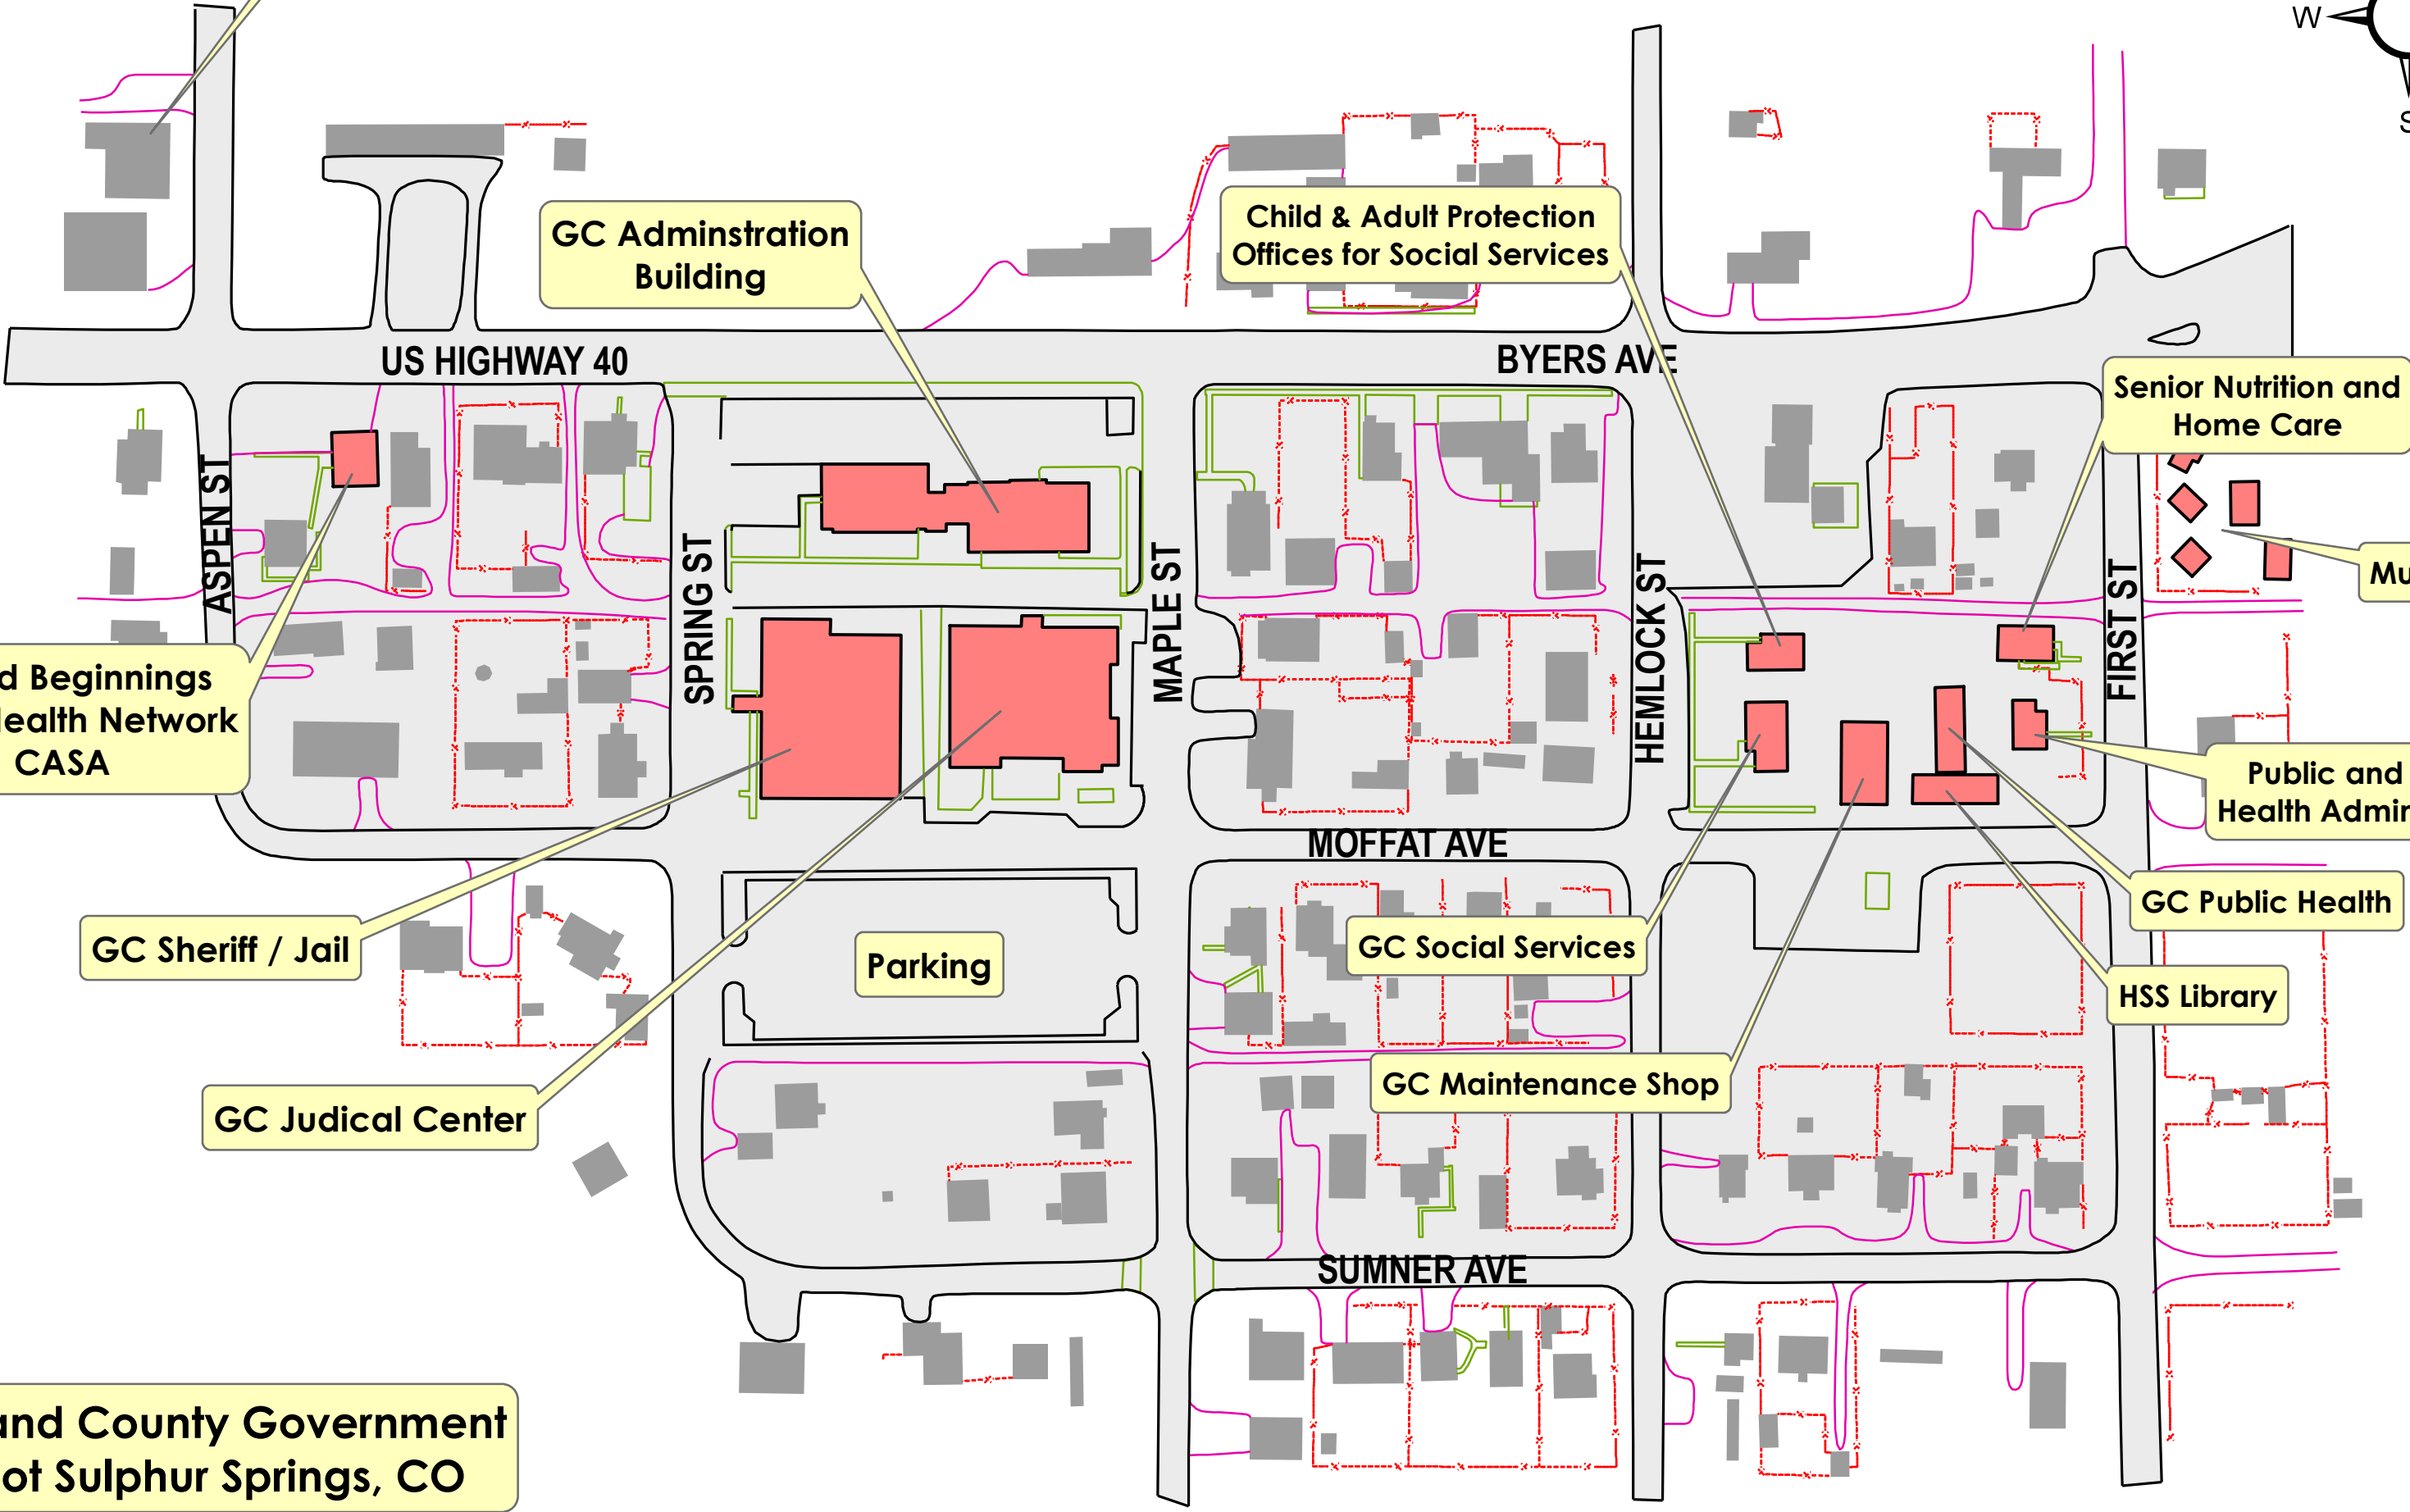 W
S
GC Adminstration
Building
Child & Adult Protection
Offices for Social Services
US HIGHWAY 40
BYERS AVE
Senior Nutrition and
Home Care
ASPEN ST
SPRING ST
MAPLE ST
HEMLOCK ST
FIRST ST
Mu
d Beginnings
ealth Network
CASA
Public and
Health Admin
MOFFAT AVE
GC Public Health
GC Sheriff / Jail
Parking
GC Social Services
HSS Library
GC Maintenance Shop
GC Judical Center
SUMNER AVE
and County Government
ot Sulphur Springs, CO